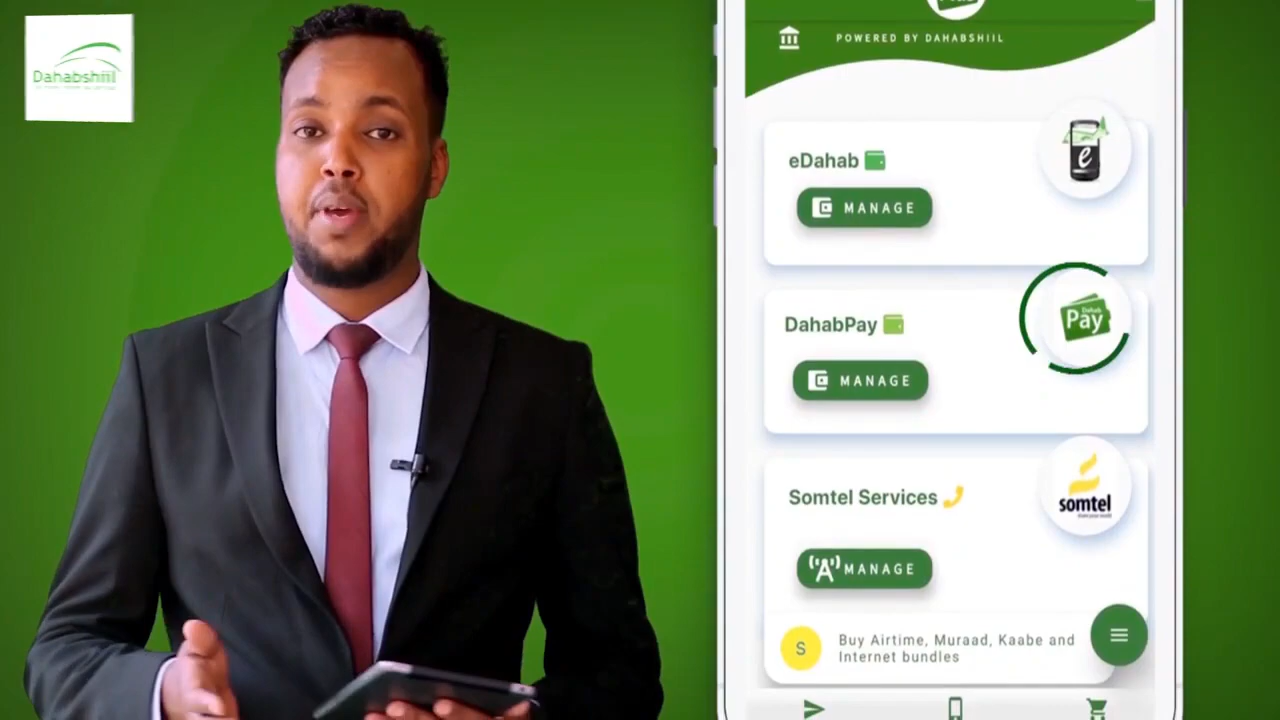 Dahabshiil
POWERED BY DAHABSHIIL
eDahab
e
MANAGE
DahabPay
Dahab
Pay
MANAGE
Somtel Services
somtel
MANAGE
S
Buy Airtime, Muraad, Kaabe and
Internet bundles